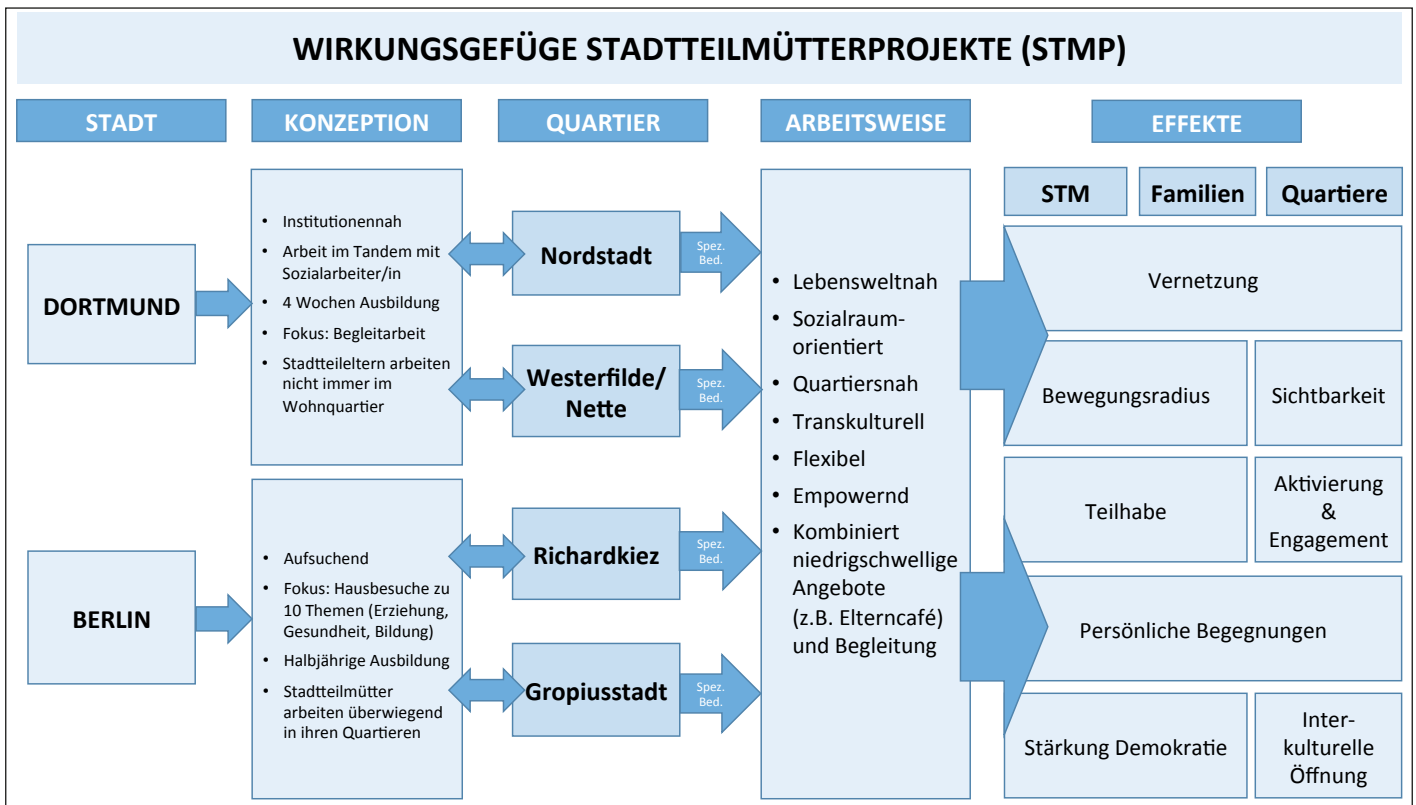 WIRKUNGSGEFÜGE STADTTEILMÜTTERPROJEKTE (STMP)
STADT
KONZEPTION
QUARTIER
ARBEITSWEISE
EFFEKTE
STM
Familien
Quartiere
DORTMUND
• Institutionennah
• Arbeit im Tandem mit
Sozialarbeiter/in
• 4 Wochen Ausbildung
• Fokus: Begleitarbeit
• Stadtteileltern arbeiten
nicht immer im
Wohnquartier
Nordstadt
Spez.
Bed.
Westerfilde/
Nette
Spez.
Bed.
BERLIN
• Aufsuchend
• Fokus: Hausbesuche zu
10 Themen (Erziehung,
Gesundheit, Bildung)
• Halbjährige Ausbildung
• Stadtteilmütter
arbeiten überwiegend
in ihren Quartieren
Richardkiez
Spez.
Bed.
Gropiusstadt
Spez.
Bed.
• Lebensweltnah
• Sozialraum-
orientiert
• Quartiersnah
• Transkulturell
• Flexibel
• Empowernd
• Kombiniert
niedrigschwellige
Angebote
(z.B. Elterncafé)
und Begleitung
Vernetzung
Bewegungsradius
Sichtbarkeit
Teilhabe
Aktivierung
&
Engagement
Persönliche Begegnungen
Stärkung Demokratie
Inter-
kulturelle
Öffnung